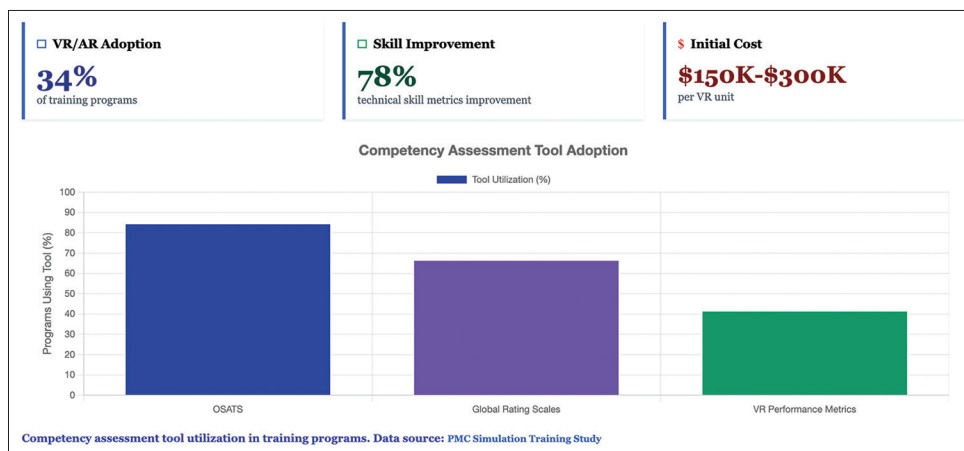 VR/AR Adoption
34%
of training programs
Skill Improvement
78%
technical skill metrics improvement
$ Initial Cost
$150K-$300K
per VR unit
Competency Assessment Tool Adoption
Tool Utilization (%)
Programs Using Tool (%)
100
90
80
70
60
50
40
30
20
10
0
OSATS
Global Rating Scales
VR Performance Metrics
Competency assessment tool utilization in training programs. Data source: PMC Simulation Training Study